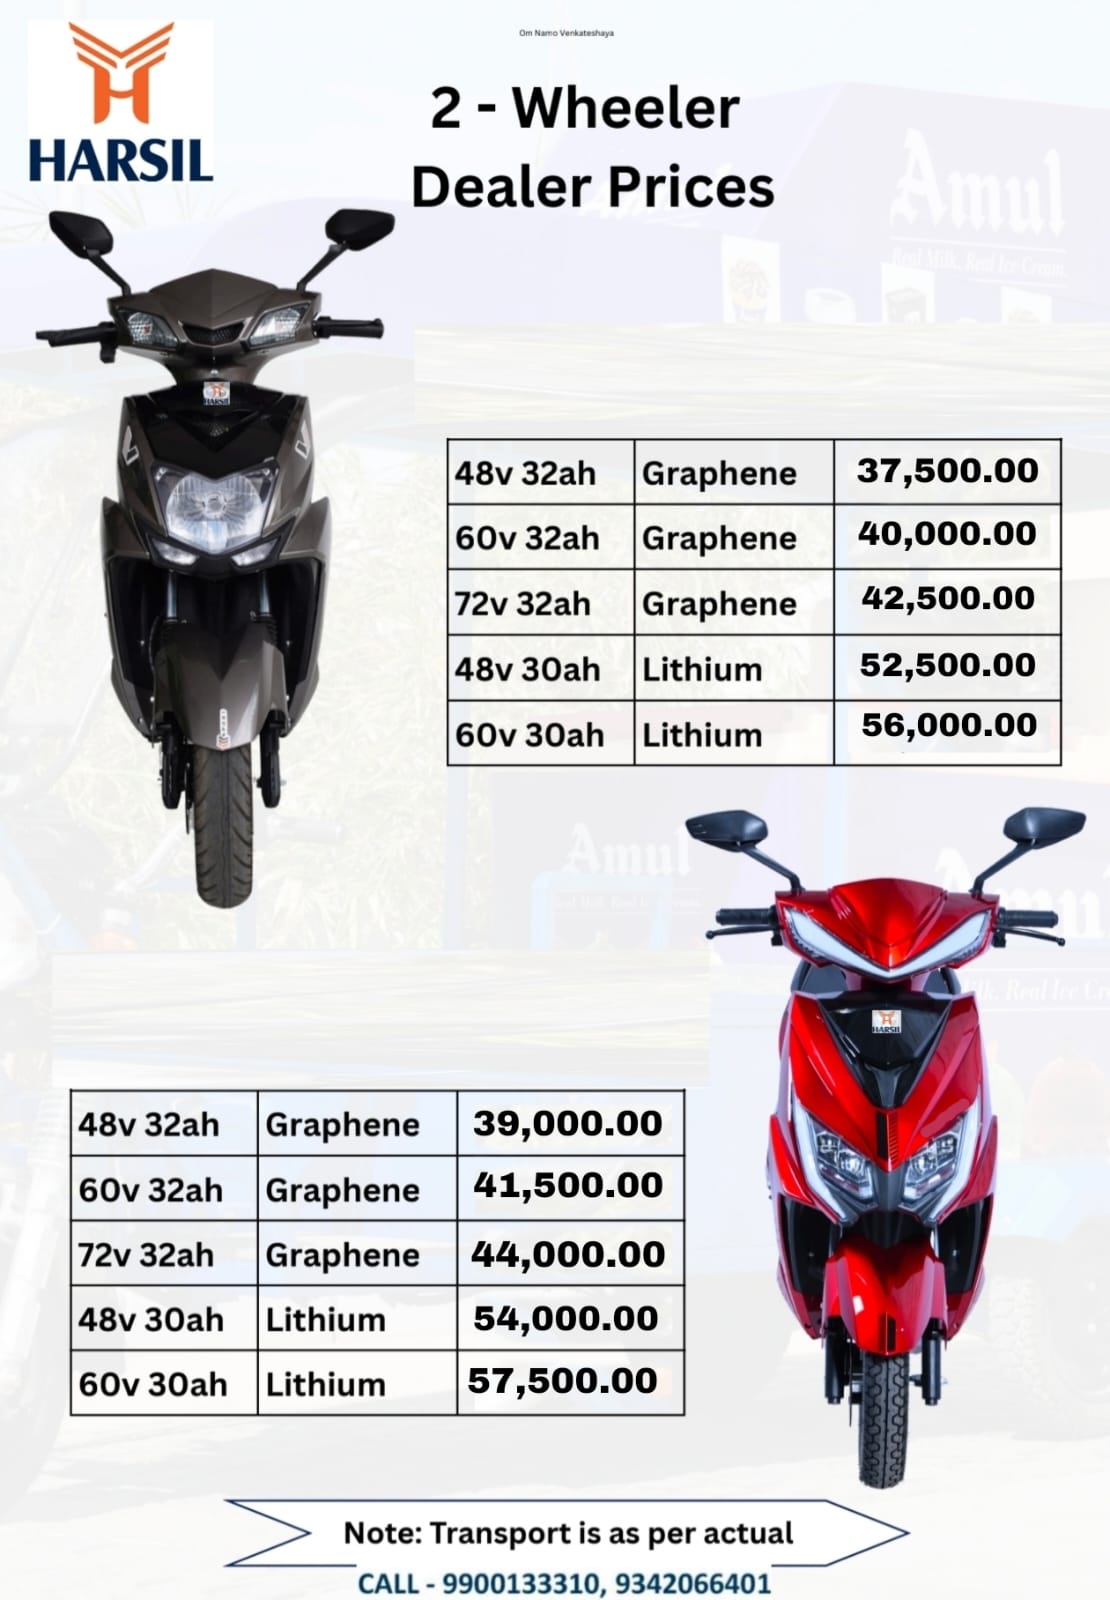 Om Namo Venkateshaya
HARSIL
2 - Wheeler
Dealer Prices
Amul
Real Milk. Real Ice Cream.
HARSIL
48v 32ah Graphene 37,500.00
60v 32ah Graphene 40,000.00
72v 32ah Graphene 42,500.00
48v 30ah Lithium 52,500.00
60v 30ah Lithium 56,000.00
Amul
Amul
HARSIL
48v 32ah Graphene 39,000.00
60v 32ah Graphene 41,500.00
72v 32ah Graphene 44,000.00
48v 30ah Lithium 54,000.00
60v 30ah Lithium 57,500.00
Note: Transport is as per actual
CALL - 9900133310, 9342066401